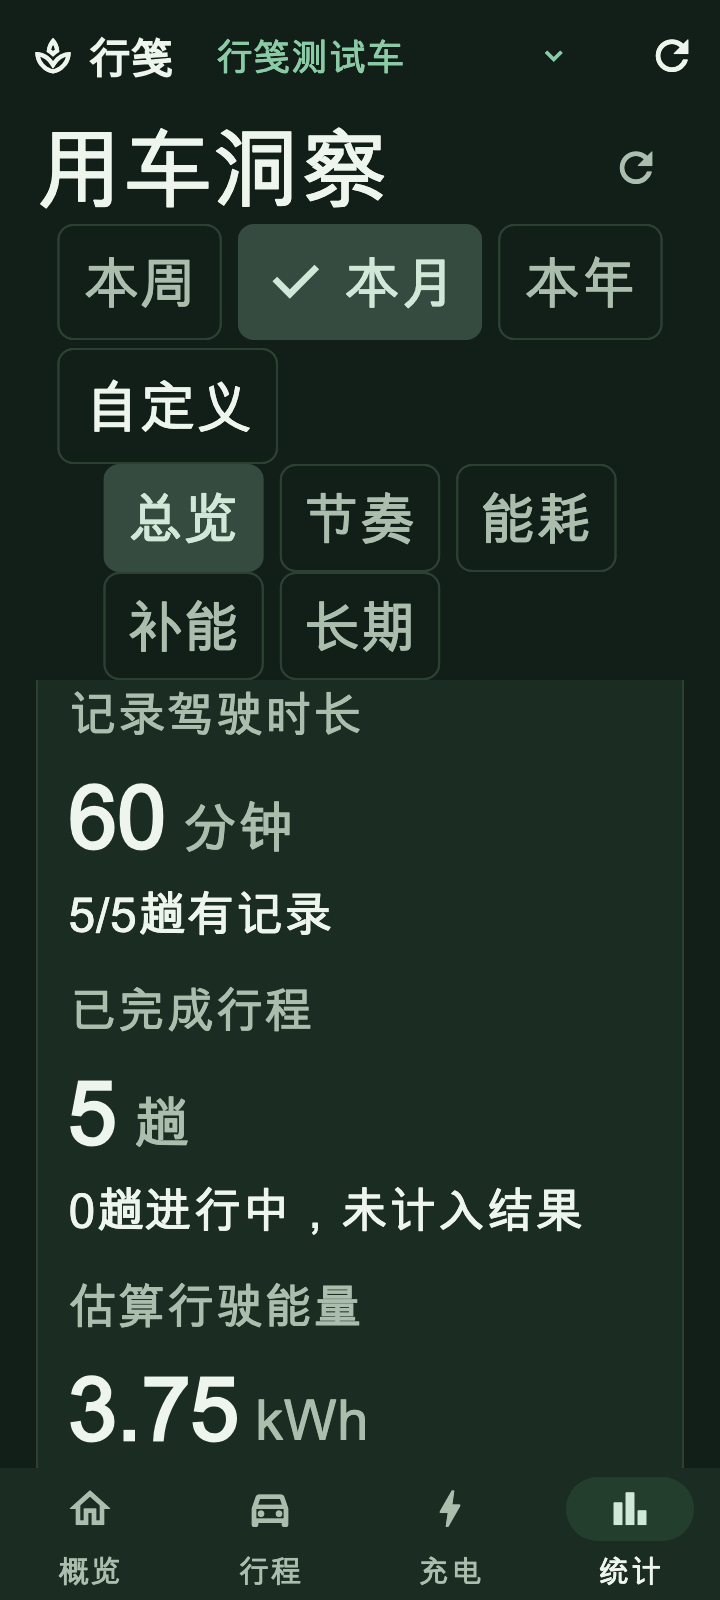 行笺 行笺测试车
用车洞察
本周 本月 本年
自定义
总览 节奏 能耗
补能 长期
记录驾驶时长
60 分钟
5/5趟有记录
已完成行程
5 趟
0趟进行中，未计入结果
估算行驶能量
3.75 kWh
概览 行程 充电 统计